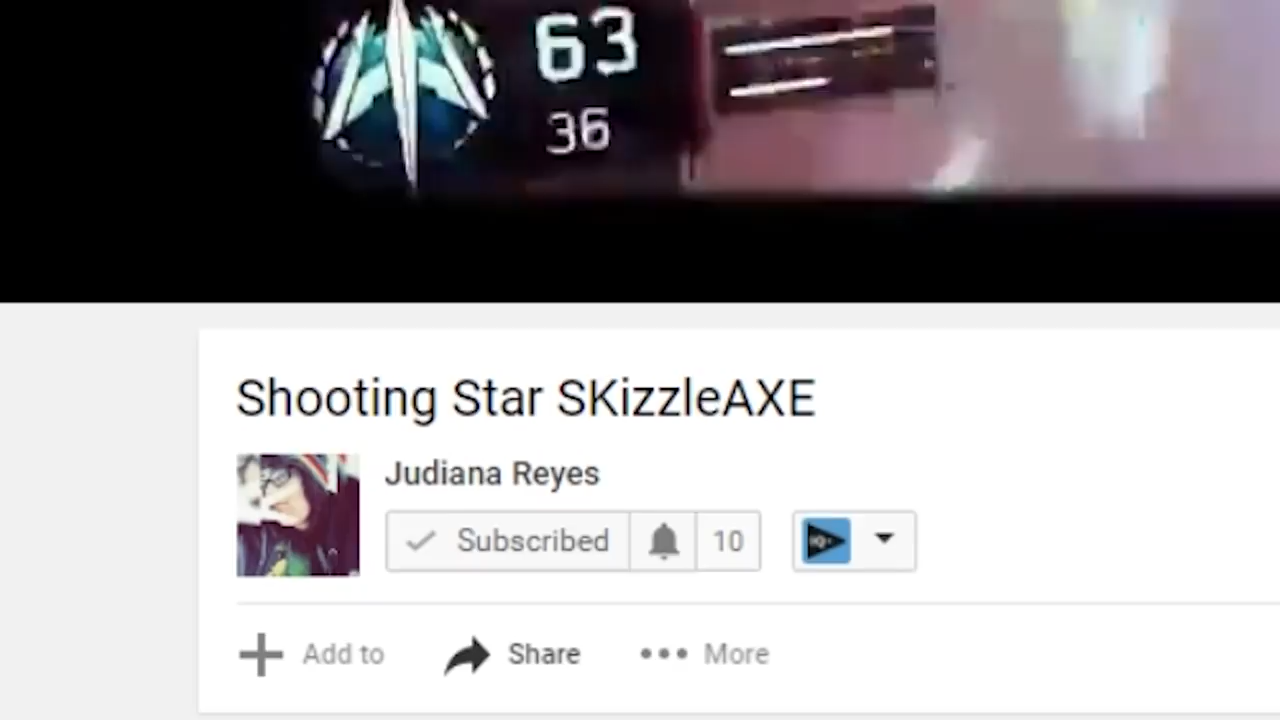 63
36
Shooting Star SKizzleAXE
Judiana Reyes
Subscribed 10
Add to Share More